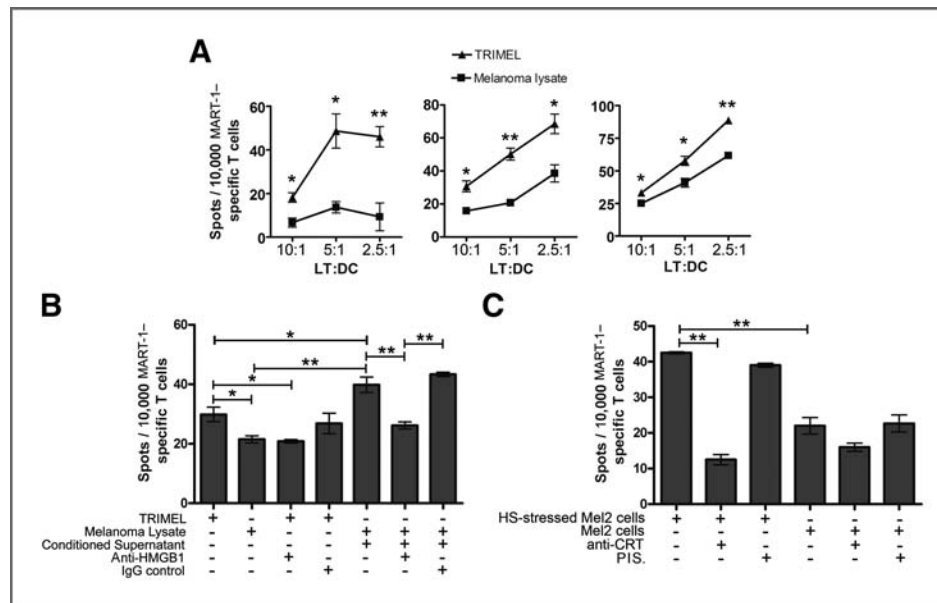 A
TRIMEL
Melanoma lysate
Spots / 10,000 MART-1–
specific T cells
60
40
20
0
* * **
10:1 5:1 2.5:1
LT:DC
80
60
40
20
0
* ** *
10:1 5:1 2.5:1
LT:DC
100
75
50
25
0
* * **
10:1 5:1 2.5:1
LT:DC
B
Spots / 10,000 MART-1–
specific T cells
60
40
20
0
*
**
*
*
**
**
TRIMEL + - + + - - -
Melanoma Lysate - + - - + + +
Conditioned Supernatant - - - - + + +
Anti-HMGB1 - - + - - + -
IgG control - - - + - - +
C
Spots / 10,000 MART-1–
specific T cells
50
40
30
20
10
0
**
**
HS-stressed Mel2 cells + + + - - -
Mel2 cells - - - + + +
anti-CRT - + - - + -
PIS. - - + - - +